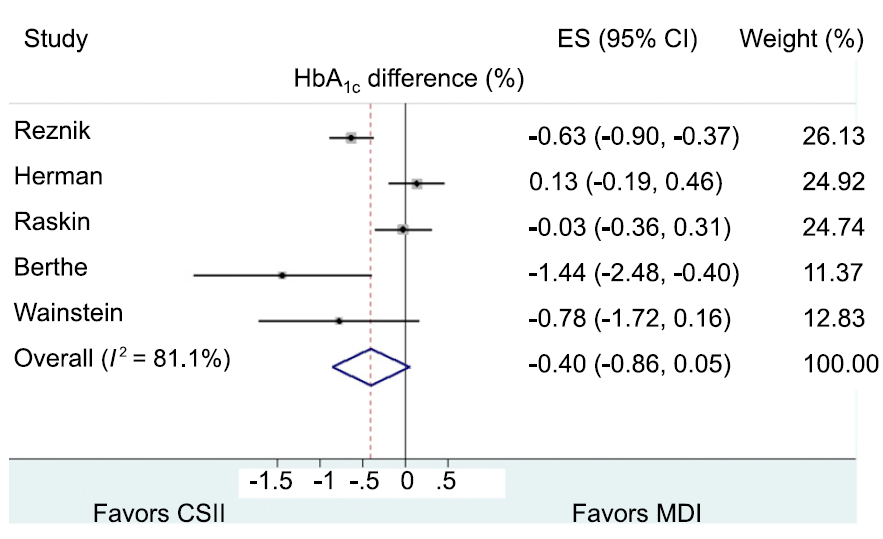 Study ES (95% CI) Weight (%)
HbA1c difference (%)
Reznik -0.63 (-0.90, -0.37) 26.13
Herman 0.13 (-0.19, 0.46) 24.92
Raskin -0.03 (-0.36, 0.31) 24.74
Berthe -1.44 (-2.48, -0.40) 11.37
Wainstein -0.78 (-1.72, 0.16) 12.83
Overall (I² = 81.1%) -0.40 (-0.86, 0.05) 100.00
-1.5 -1 -.5 0 .5
Favors CSII Favors MDI